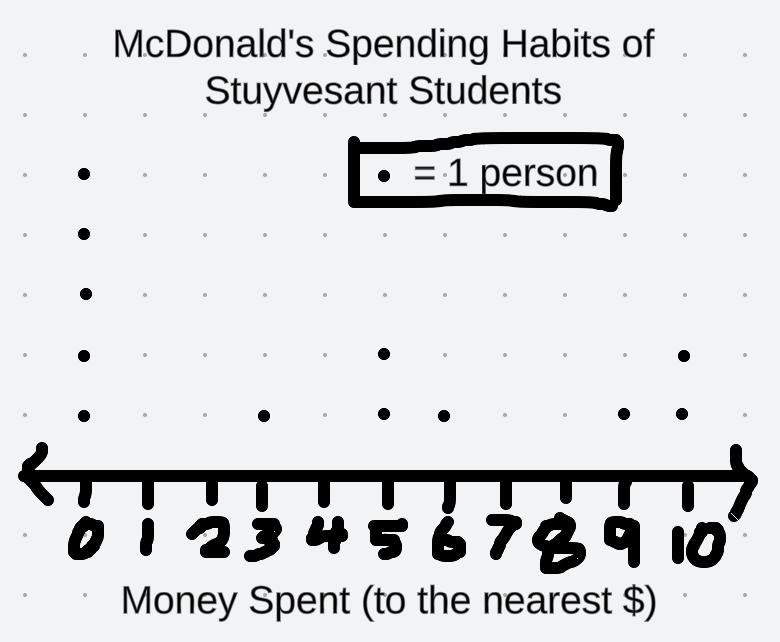 McDonald's Spending Habits of
Stuyvesant Students
= 1 person
0 1 2 3 4 5 6 7 8 9 10
Money Spent (to the nearest $)